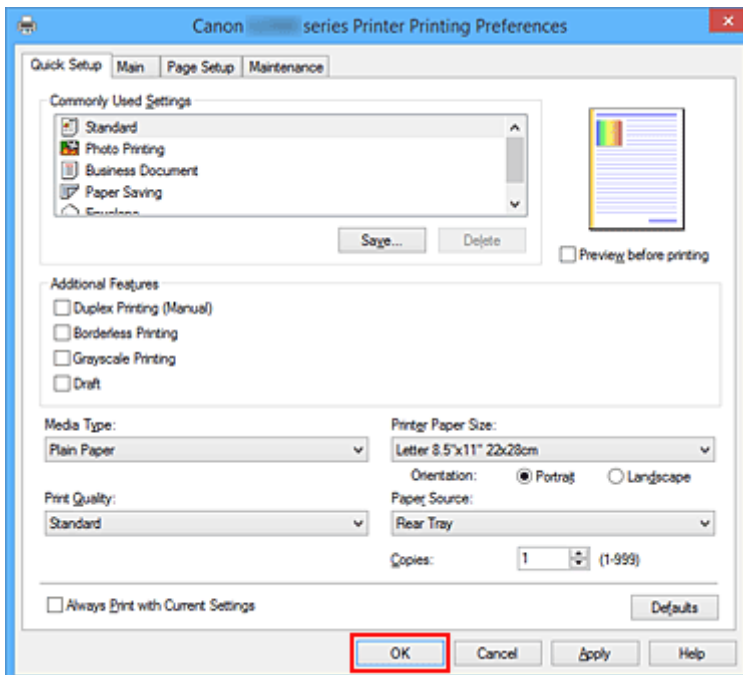 Canon series Printer Printing Preferences
Quick Setup Main Page Setup Maintenance
Commonly Used Settings
Standard
Photo Printing
Business Document
Paper Saving
Envelope
Save... Delete
Preview before printing
Additional Features
Duplex Printing (Manual)
Borderless Printing
Grayscale Printing
Draft
Media Type: Printer Paper Size:
Plain Paper Letter 8.5"x11" 22x28cm
Orientation: Portrait Landscape
Print Quality: Paper Source:
Standard Rear Tray
Copies: 1 (1-999)
Always Print with Current Settings Defaults
OK Cancel Apply Help